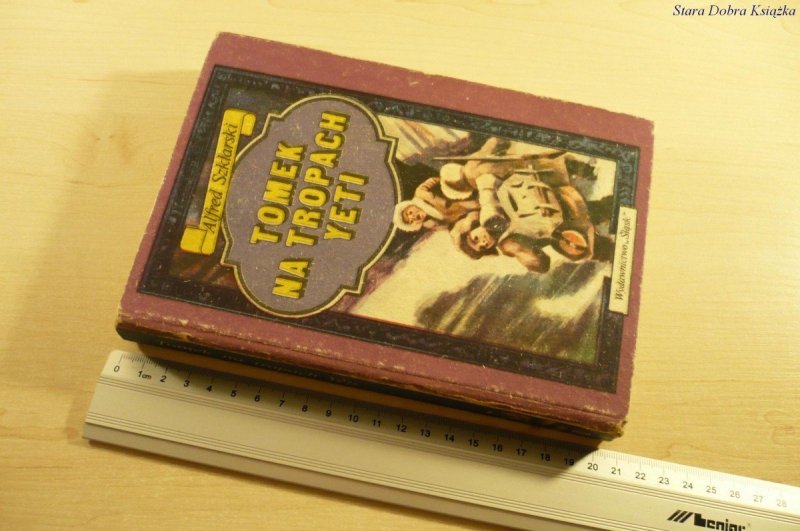 Stara Dobra Książka
Alfred Szklarski
TOMEK
NA TROPACH
YETI
Wydawnictwo „Śląsk”
0 1cm 2 3 4 5 6 7 8 9 10 11 12 13 14 15 16 17 18 19 20 21 22 23 24 25 26 27 28